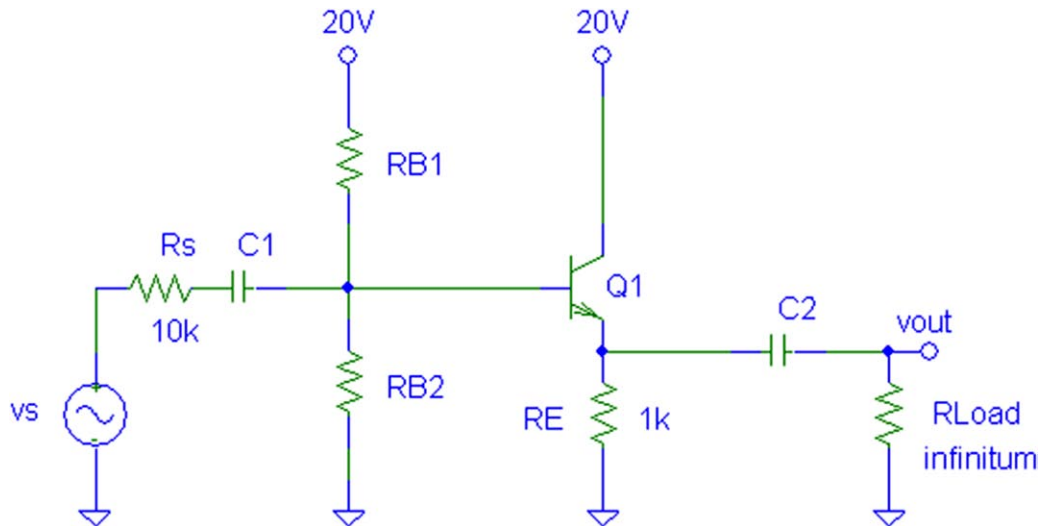 20V
20V
RB1
Rs
C1
10k
Q1
C2
vout
vs
RB2
RE
1k
RLoad
infinitum